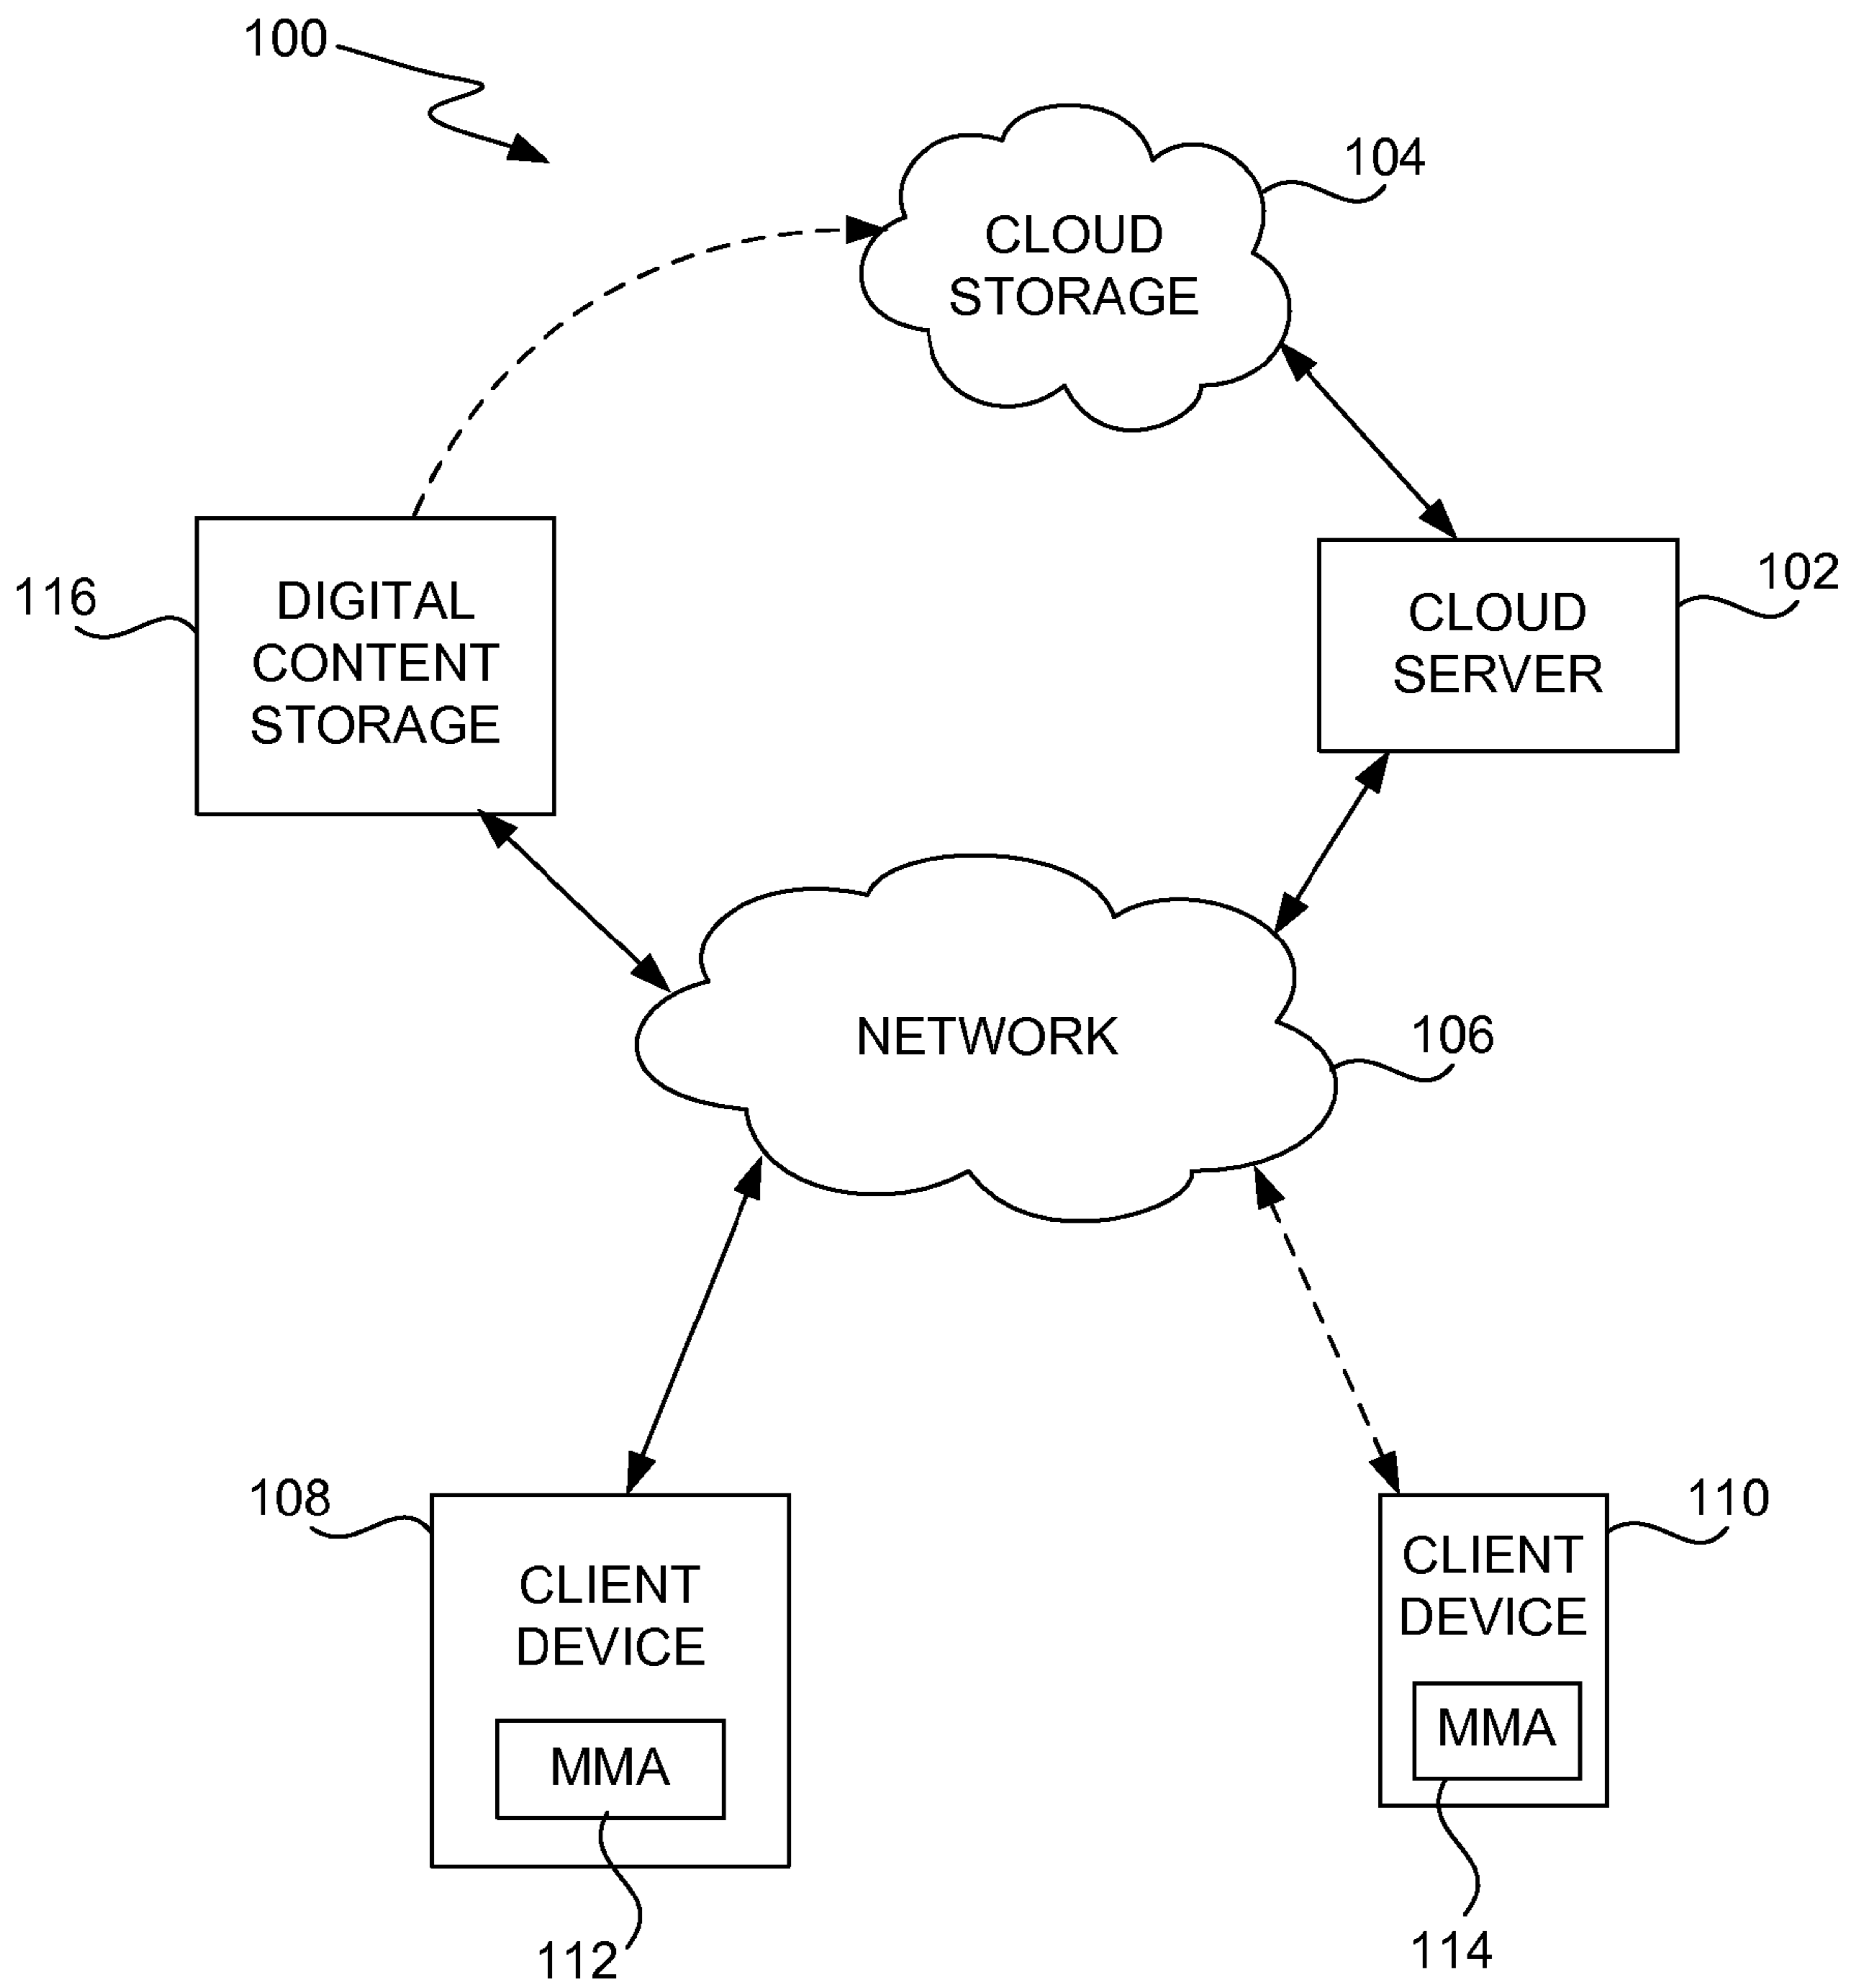 100
104
CLOUD
STORAGE
116
DIGITAL
CONTENT
STORAGE
102
CLOUD
SERVER
NETWORK
106
108
CLIENT
DEVICE
MMA
112
110
CLIENT
DEVICE
MMA
114